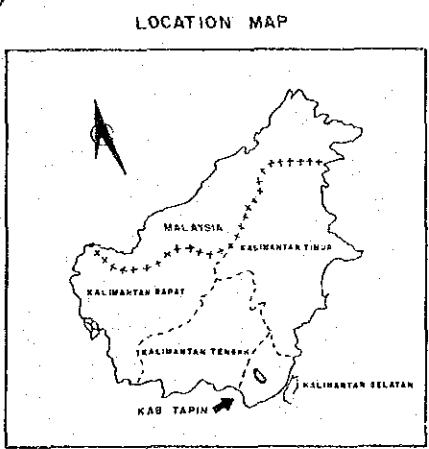 LOCATION MAP
MALAYSIA
KALIMANTAN TIMUR
KALIMANTAN BARAT
KALIMANTAN TENGAH
KALIMANTAN SELATAN
KAB TAPIN